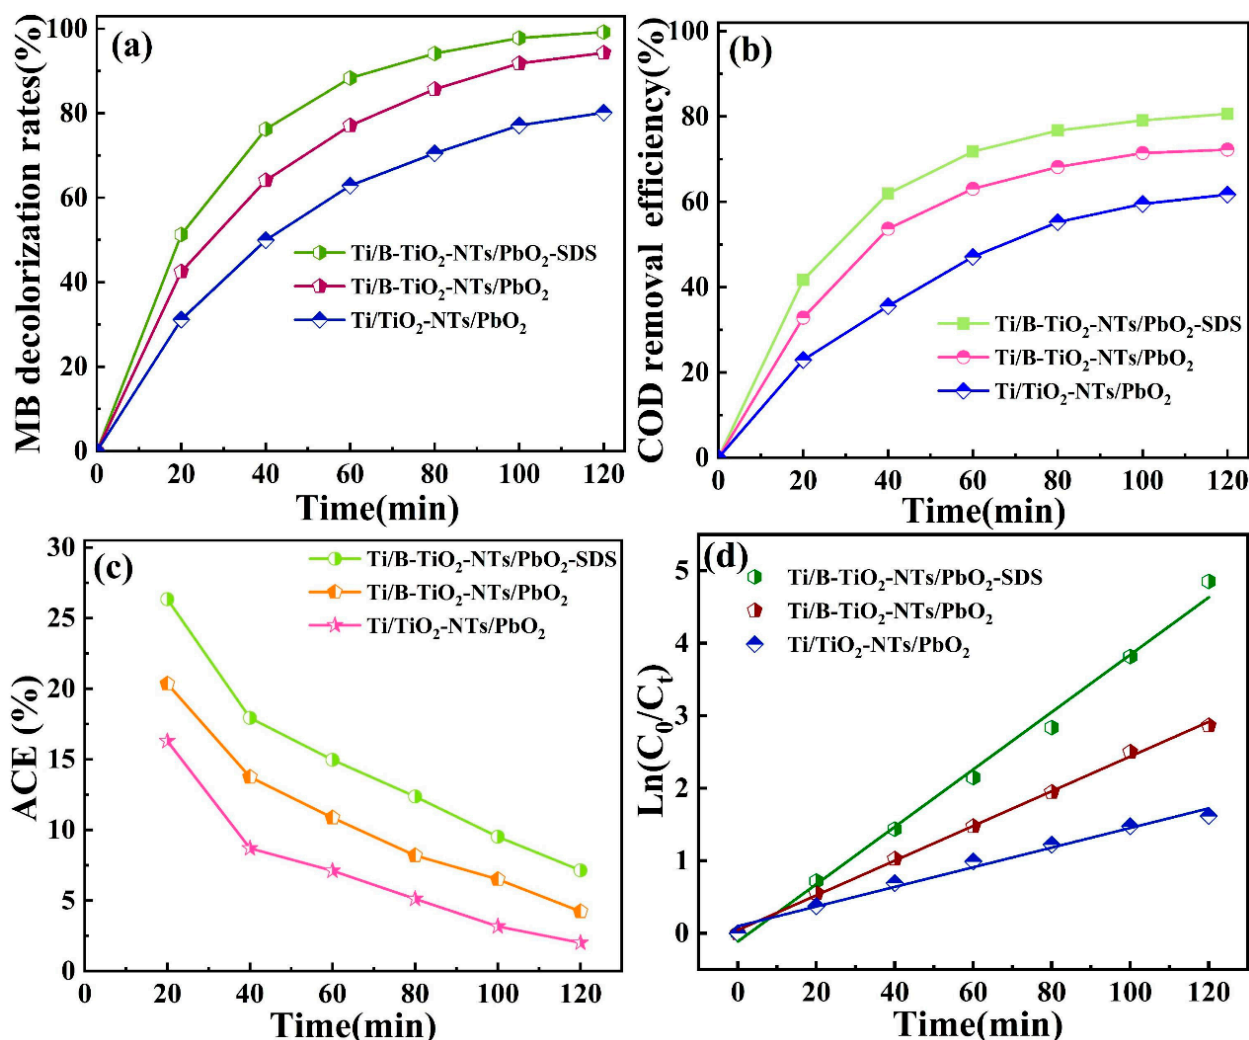 (a)
MB decolorization rates(%)
100
80
60
40
20
0
Ti/B-TiO₂-NTs/PbO₂-SDS
Ti/B-TiO₂-NTs/PbO₂
Ti/TiO₂-NTs/PbO₂
0 20 40 60 80 100 120
Time(min)
(b)
COD removal efficiency(%)
100
80
60
40
20
0
Ti/B-TiO₂-NTs/PbO₂-SDS
Ti/B-TiO₂-NTs/PbO₂
Ti/TiO₂-NTs/PbO₂
0 20 40 60 80 100 120
Time(min)
(c)
ACE (%)
30
25
20
15
10
5
0
Ti/B-TiO₂-NTs/PbO₂-SDS
Ti/B-TiO₂-NTs/PbO₂
Ti/TiO₂-NTs/PbO₂
0 20 40 60 80 100 120
Time(min)
(d)
Ln(C₀/Cₜ)
5
4
3
2
1
0
Ti/B-TiO₂-NTs/PbO₂-SDS
Ti/B-TiO₂-NTs/PbO₂
Ti/TiO₂-NTs/PbO₂
0 20 40 60 80 100 120
Time(min)